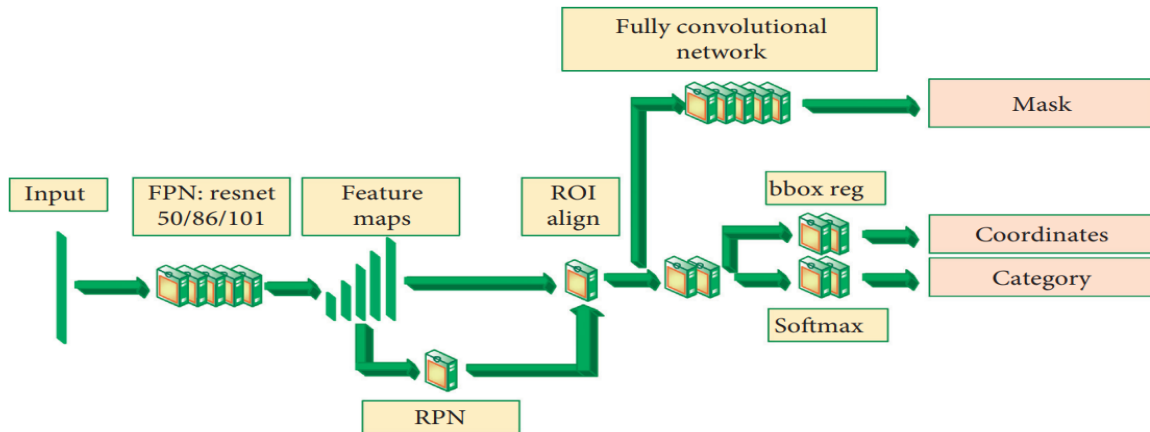 Fully convolutional
network
Mask
Input
FPN: resnet
50/86/101
Feature
maps
ROI
align
bbox reg
Coordinates
Category
Softmax
RPN